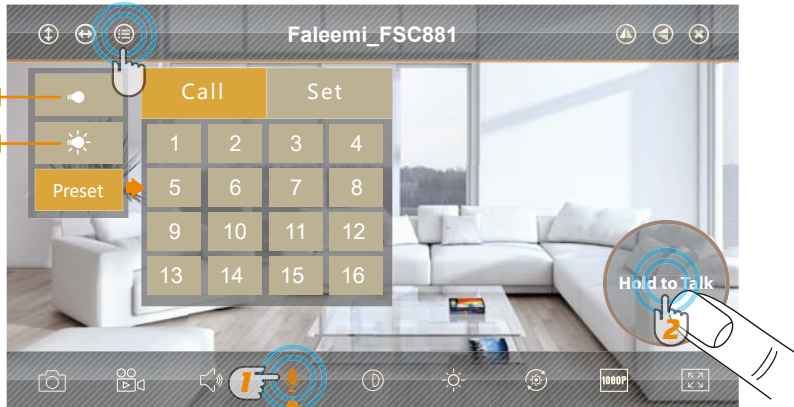 Faleemi_FSC881
Call Set
1 2 3 4
Preset 5 6 7 8
9 10 11 12
13 14 15 16
Hold to Talk
2
1
1080P